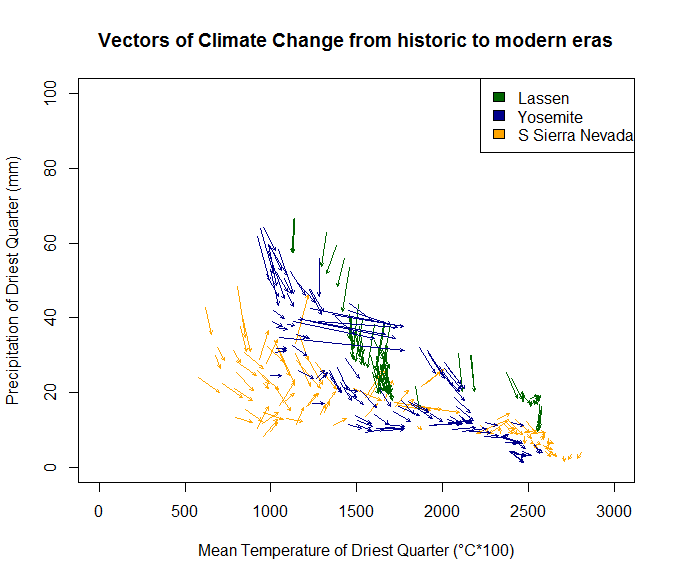 Vectors of Climate Change from historic to modern eras
Lassen
Yosemite
S Sierra Nevada
Precipitation of Driest Quarter (mm)
100
80
60
40
20
0
0 500 1000 1500 2000 2500 3000
Mean Temperature of Driest Quarter (°C*100)